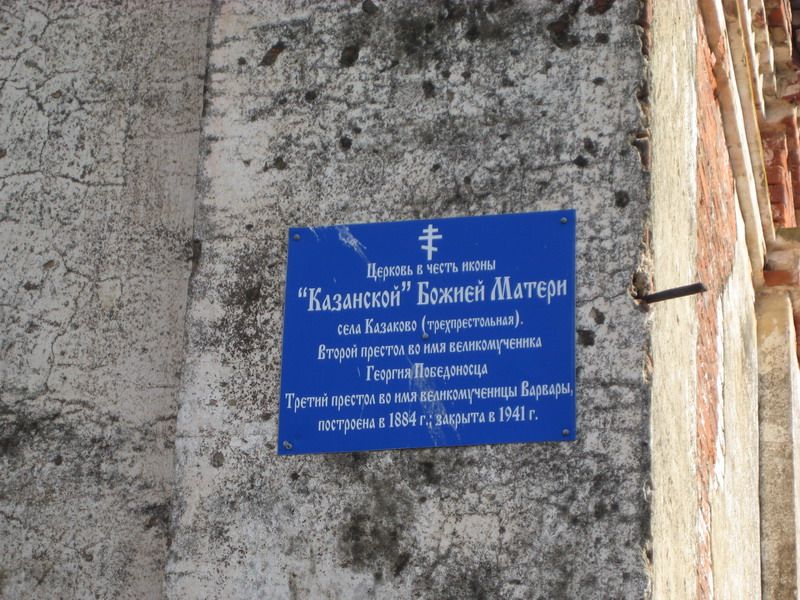 Церковь в честь иконы
“Казанской” Божией Матери
села Казаково (трехпрестольная).
Второй престол во имя великомученика
Георгия Победоносца
Третий престол во имя великомученицы Варвары,
построена в 1884 г.; закрыта в 1941 г.